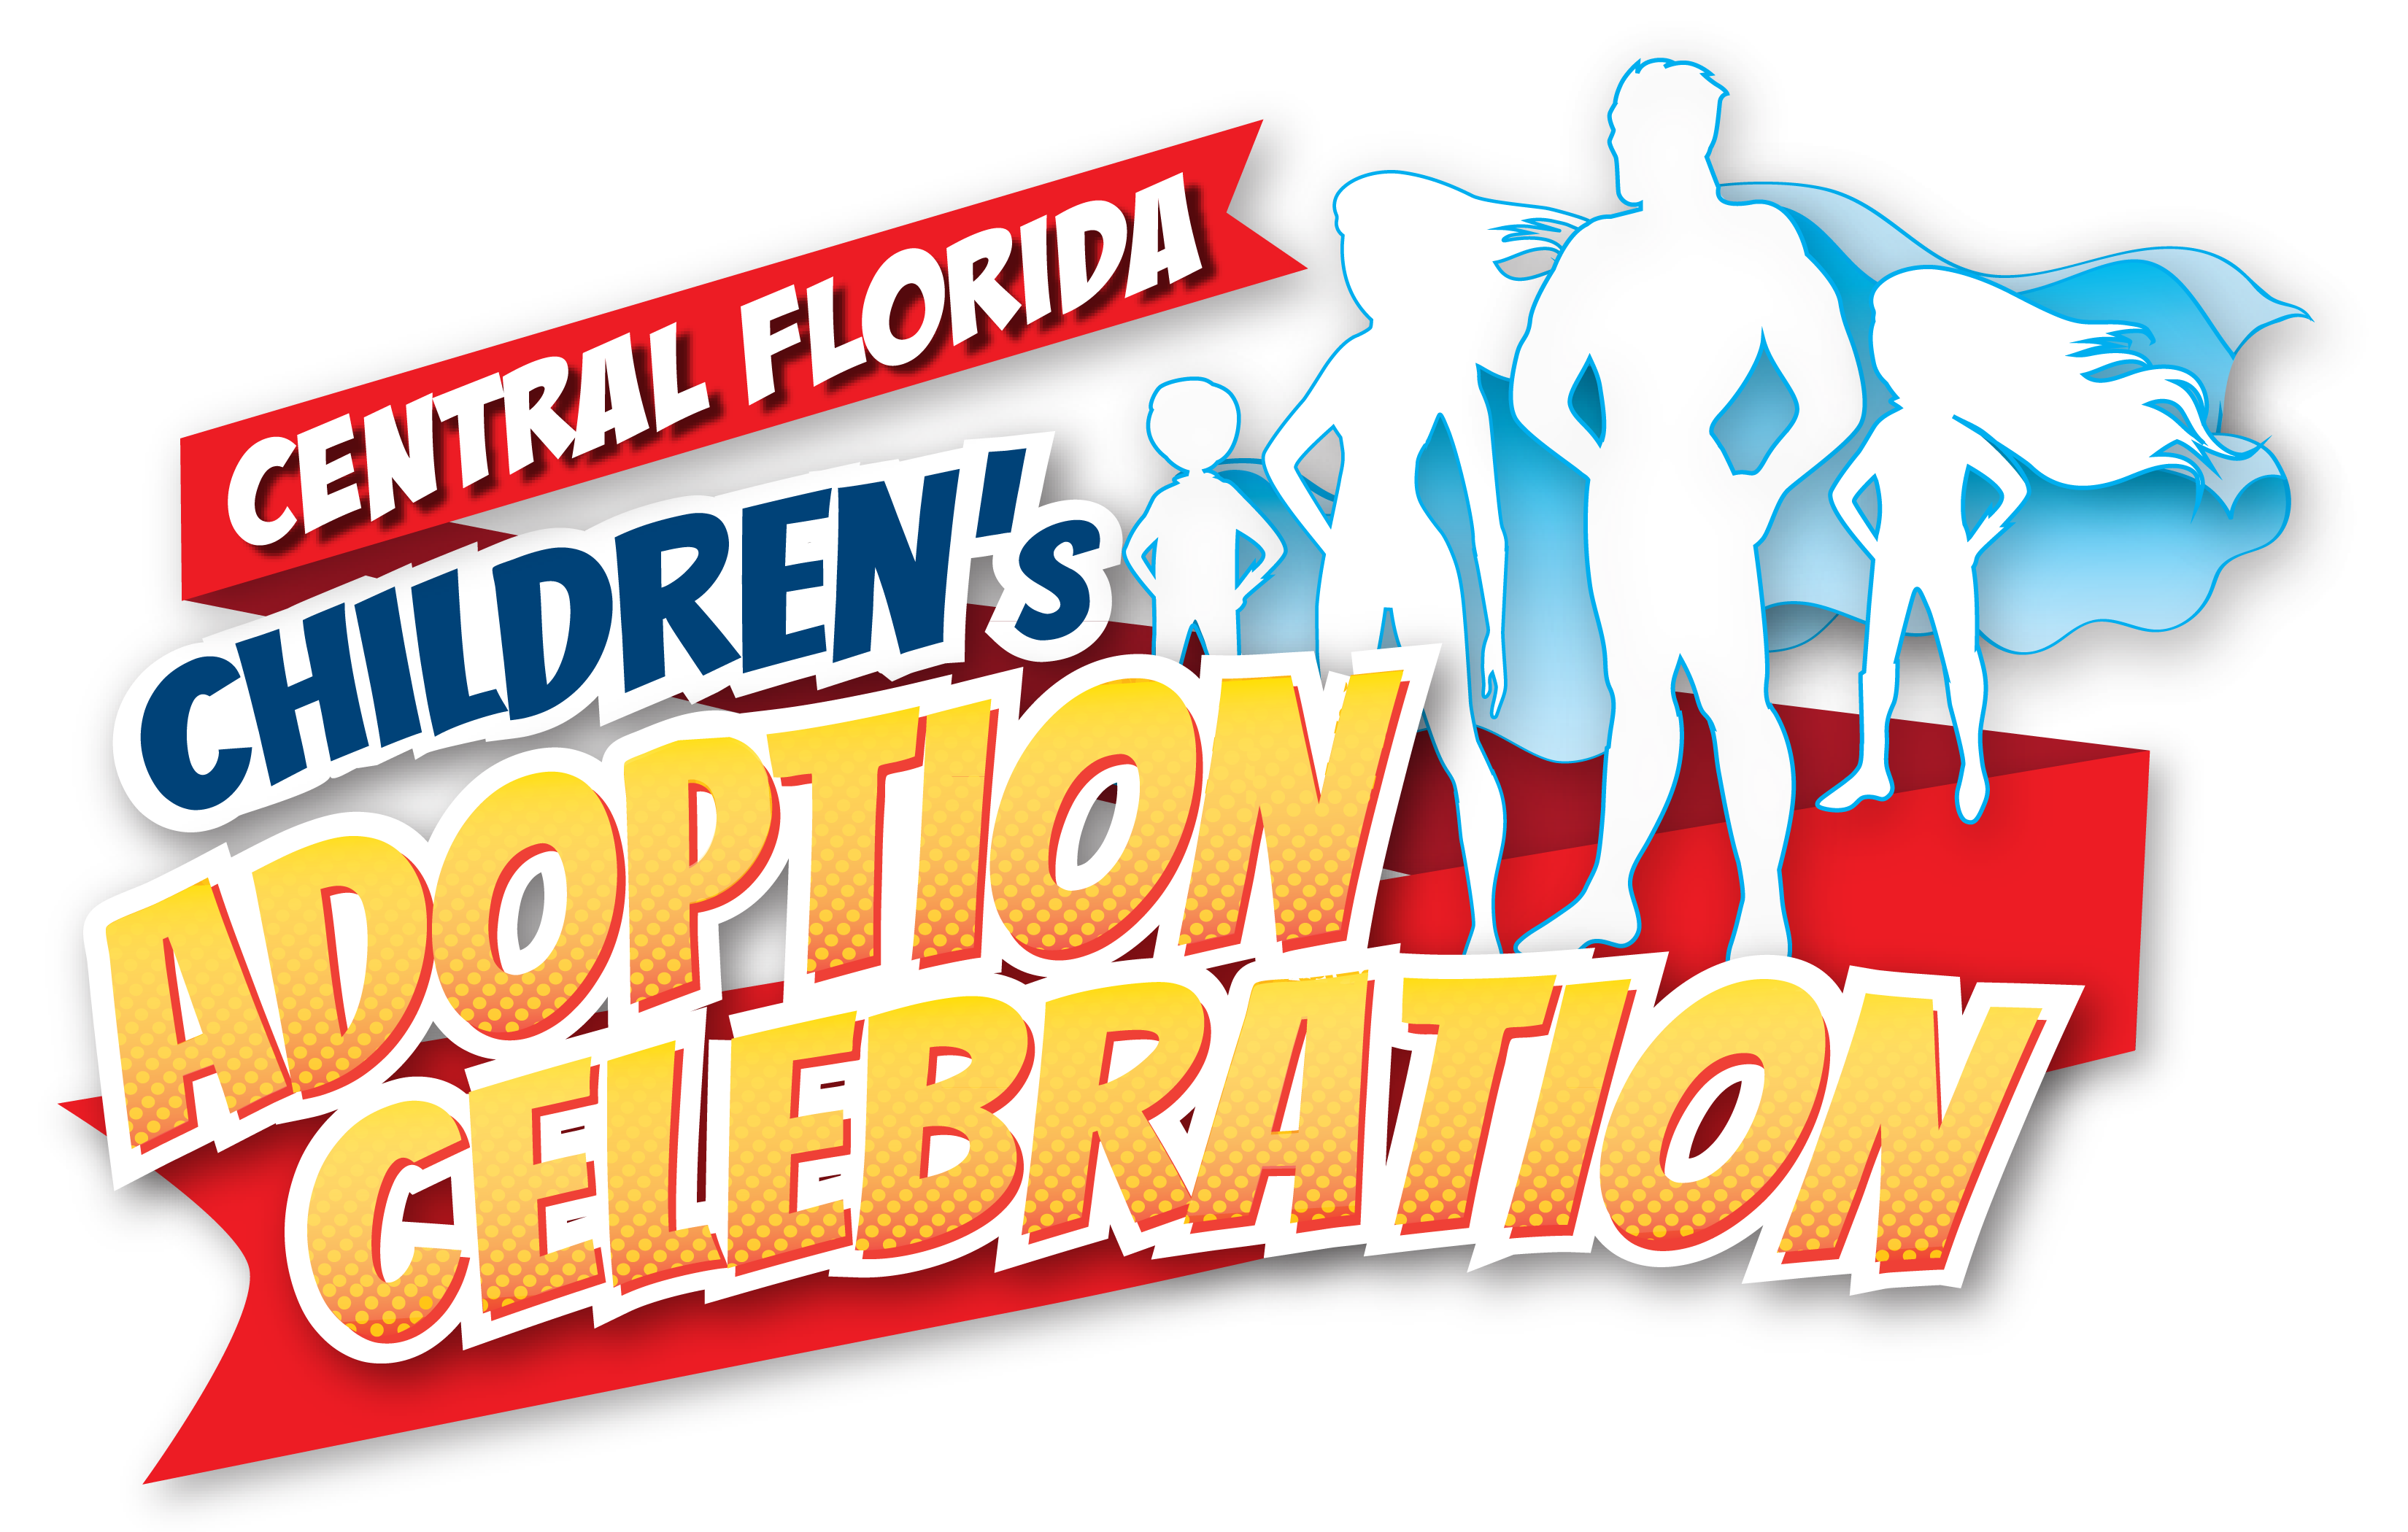 CENTRAL FLORIDA
CHILDREN's
ADOPTION
CELEBRATION